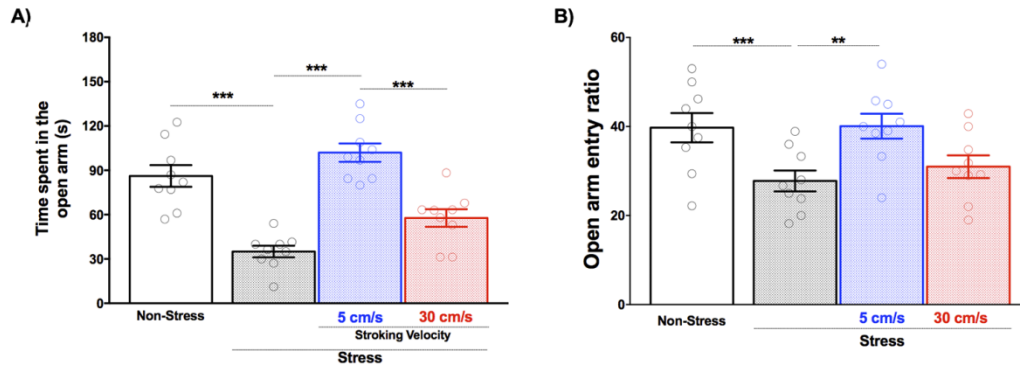 A)
Time spent in the
open arm (s)
180
150
120
90
60
30
0
***
***
***
Non-Stress
5 cm/s
30 cm/s
Stroking Velocity
Stress
B)
Open arm entry ratio
60
40
20
0
***
**
Non-Stress
5 cm/s
30 cm/s
Stress